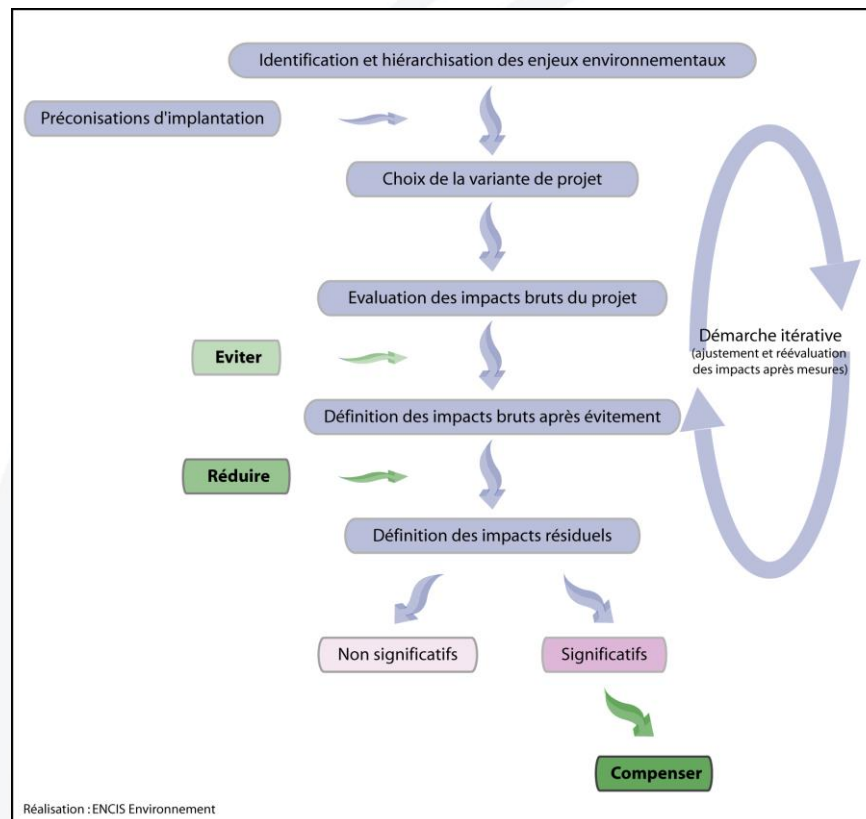 Identification et hiérarchisation des enjeux environnementaux
Préconisations d'implantation
Choix de la variante de projet
Evaluation des impacts bruts du projet
Démarche itérative
(ajustement et réévaluation
des impacts après mesures)
Eviter
Définition des impacts bruts après évitement
Réduire
Définition des impacts résiduels
Non significatifs
Significatifs
Compenser
Réalisation : ENCIS Environnement